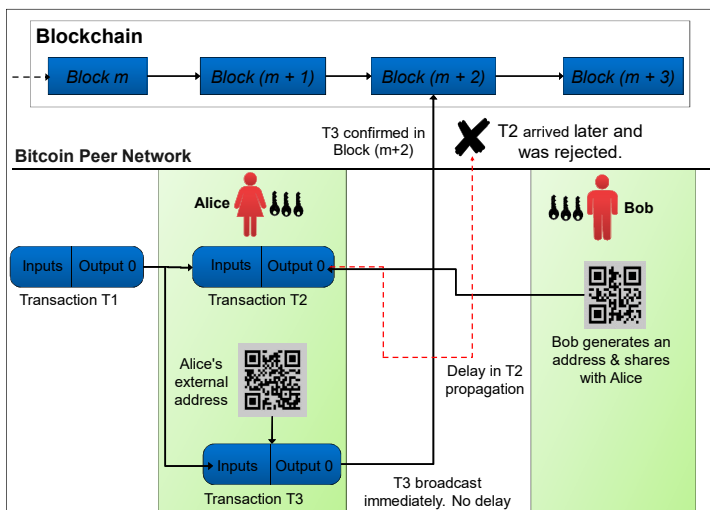 Blockchain
Block m
Block (m + 1)
Block (m + 2)
Block (m + 3)
T3 confirmed in
Block (m+2)
T2 arrived later and
was rejected.
Bitcoin Peer Network
Alice
Bob
Inputs Output 0
Transaction T1
Inputs Output 0
Transaction T2
Bob generates an
address & shares
with Alice
Alice's
external
address
Delay in T2
propagation
Inputs Output 0
Transaction T3
T3 broadcast
immediately. No delay